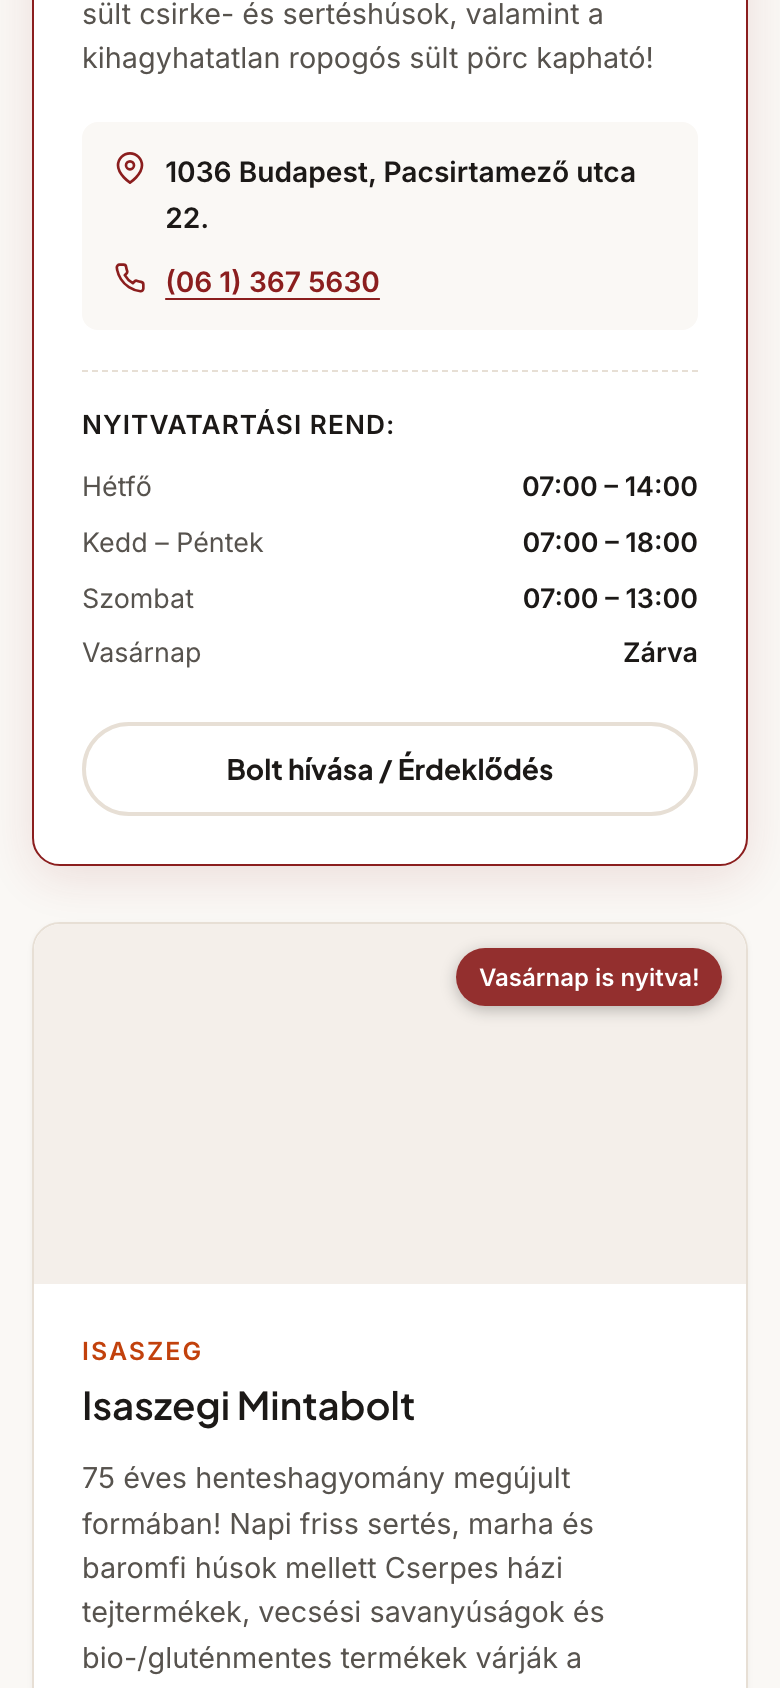 sült csirke- és sertéshúsok, valamint a
kihagyhatatlan ropogós sült pörc kapható!
1036 Budapest, Pacsirtamező utca
22.
(06 1) 367 5630
NYITVATARTÁSI REND:
Hétfő 07:00 – 14:00
Kedd – Péntek 07:00 – 18:00
Szombat 07:00 – 13:00
Vasárnap Zárva
Bolt hívása / Érdeklődés
Vasárnap is nyitva!
ISASZEG
Isaszegi Mintabolt
75 éves henteshagyomány megújult
formában! Napi friss sertés, marha és
baromfi húsok mellett Cserpes házi
tejtermékek, vecsési savanyúságok és
bio-/gluténmentes termékek várják a